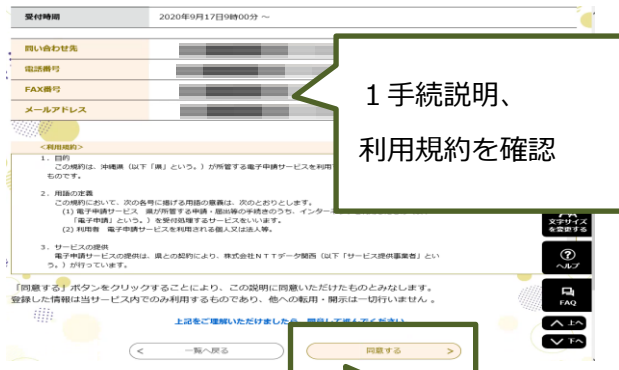 受付時期 2020年9月17日9時00分 ～
問い合わせ先
電話番号
FAX番号
メールアドレス
１手続説明、
利用規約を確認
＜利用規約＞
1．目的
この規約は、沖縄県（以下「県」という。）が所管する電子申請サービスを利用
ものです。
2．用語の定義
この規約において、次の各号に掲げる用語の意義は、次のとおりとします。
(1) 電子申請サービス 県が所管する申請・届出等の手続きのうち、インター
「電子申請」という。）を受付処理するサービスをいいます。
(2) 利用者 電子申請サービスを利用される個人又は法人等。
3．サービスの提供
電子申請サービスの提供は、県との契約により、株式会社ＮＴＴデータ関西（以下「サービス提供事業者」とい
う。）が行っています。
文字サイズ
を変更する
ヘルプ
FAQ
上へ
下へ
「同意する」ボタンをクリックすることにより、この説明に同意いただけたものとみなします。
登録した情報は当サービス内でのみ利用するものであり、他への転用・開示は一切行いません 。
上記をご理解いただけましたら、同意して進んでください
< 一覧へ戻る
同意する >